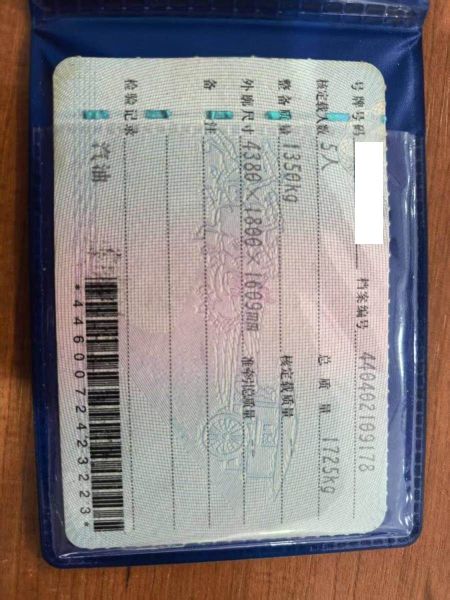 号牌号码 档案编号 440402109178
核定载人数 5人 总质量 1725kg
整备质量 1350kg 核定载质量
外廓尺寸 4380×1800×1609mm 准牵引总质量
备注
检验记录
汽油
*4460072423223*